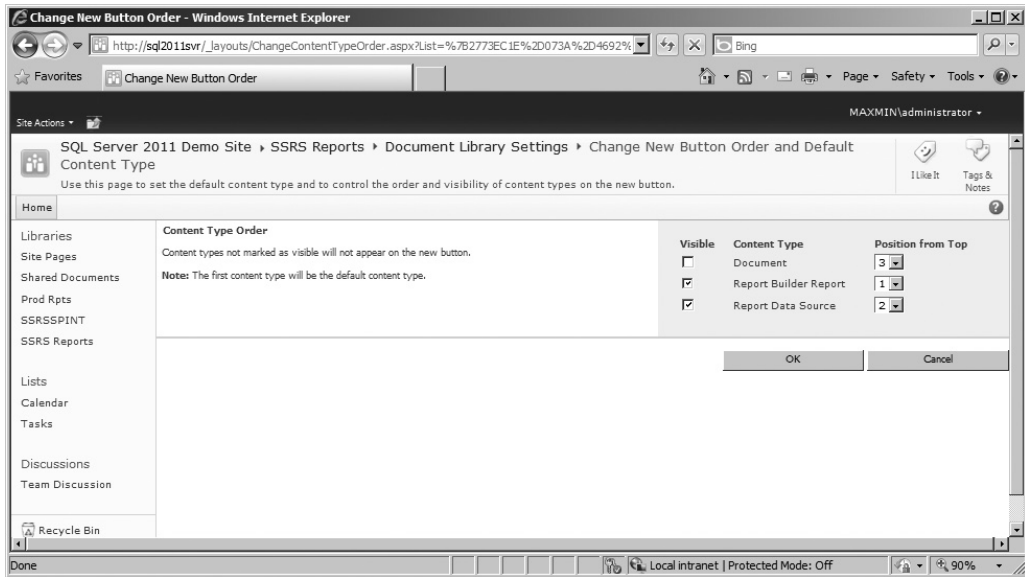 Change New Button Order - Windows Internet Explorer
http://sql2011svr/_layouts/ChangeContentTypeOrder.aspx?List=%7B2773EC1E%2D073A%2D4692%
Bing
Favorites
Change New Button Order
Page
Safety
Tools
Site Actions
MAXMIN\administrator
SQL Server 2011 Demo Site
SSRS Reports
Document Library Settings
Change New Button Order and Default
Content Type
Use this page to set the default content type and to control the order and visibility of content types on the new button.
I Like It
Tags &
Notes
Home
Libraries
Site Pages
Shared Documents
Prod Rpts
SSRSSPINT
SSRS Reports
Lists
Calendar
Tasks
Discussions
Team Discussion
Recycle Bin
Content Type Order
Content types not marked as visible will not appear on the new button.
Note: The first content type will be the default content type.
Visible Content Type Position from Top
Document 3
Report Builder Report 1
Report Data Source 2
OK
Cancel
Done
Local intranet | Protected Mode: Off
90%